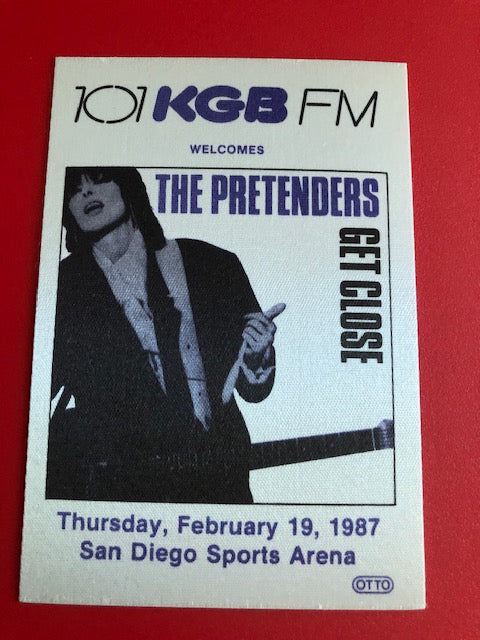 101 KGB FM
WELCOMES
THE PRETENDERS
GET CLOSE
Thursday, February 19, 1987
San Diego Sports Arena
OTTO